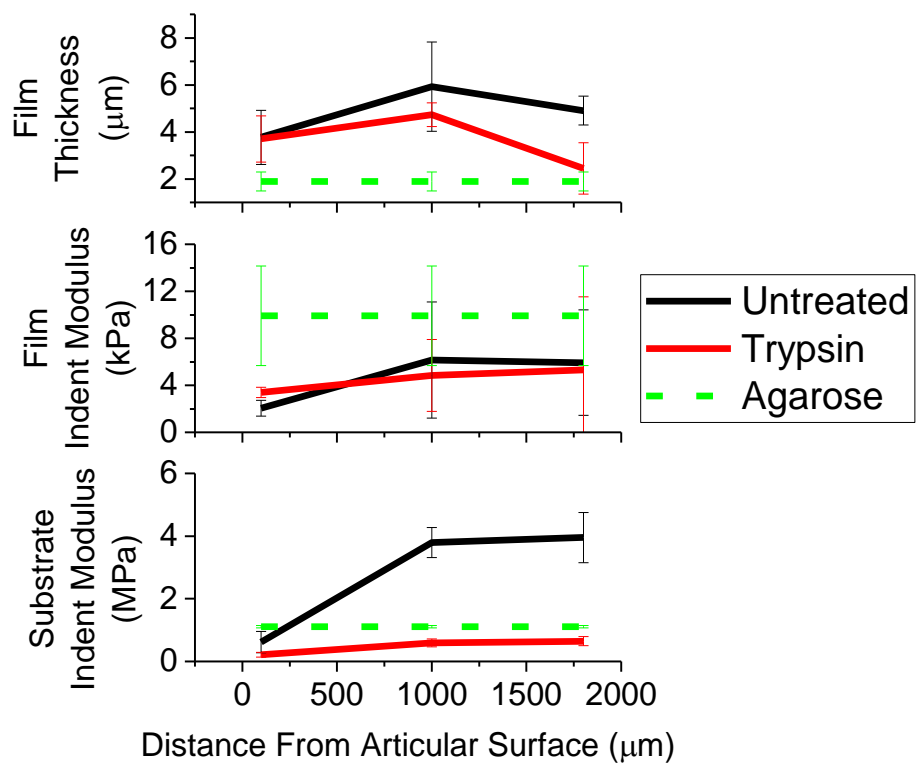 Film
Thickness
(μm)
8
6
4
2
Film
Indent Modulus
(kPa)
16
12
8
4
0
Untreated
Trypsin
Agarose
Substrate
Indent Modulus
(MPa)
6
4
2
0
0 500 1000 1500 2000
Distance From Articular Surface (μm)